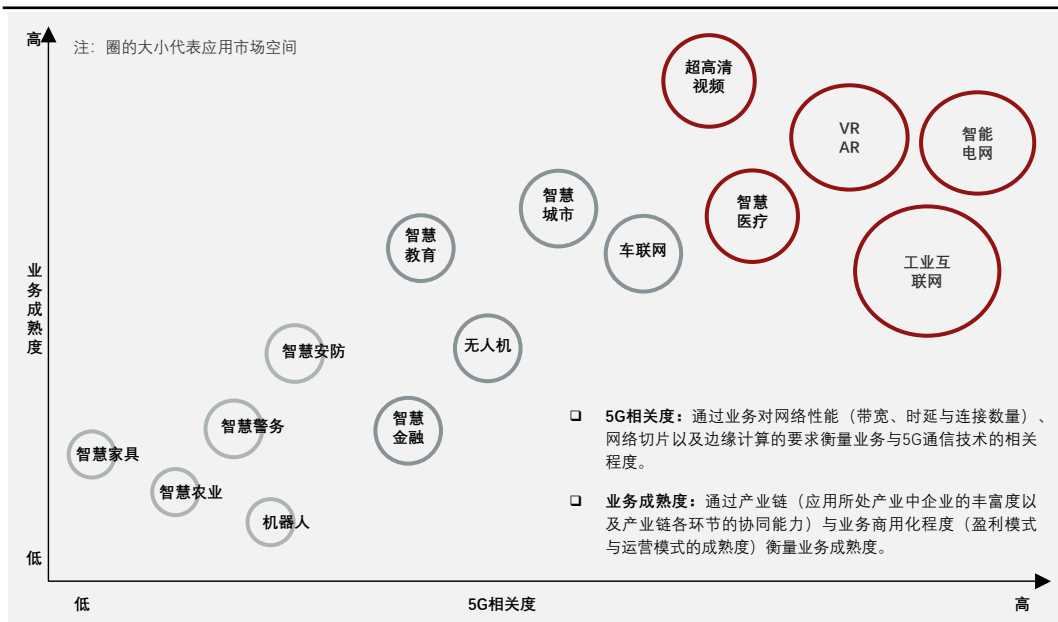 高
注：圈的大小代表应用市场空间
超高清
视频
VR
AR
智能
电网
智慧
城市
智慧
医疗
智慧
教育
车联网
工业互
联网
业务成熟度
智慧安防
无人机
智慧警务
智慧
金融
智慧家具
智慧农业
机器人
❑ 5G相关度：通过业务对网络性能（带宽、时延与连接数量）、
网络切片以及边缘计算的要求衡量业务与5G通信技术的相关
程度。
❑ 业务成熟度：通过产业链（应用所处产业中企业的丰富度以
及产业链各环节的协同能力）与业务商用化程度（盈利模式
与运营模式的成熟度）衡量业务成熟度。
低
低
5G相关度
高